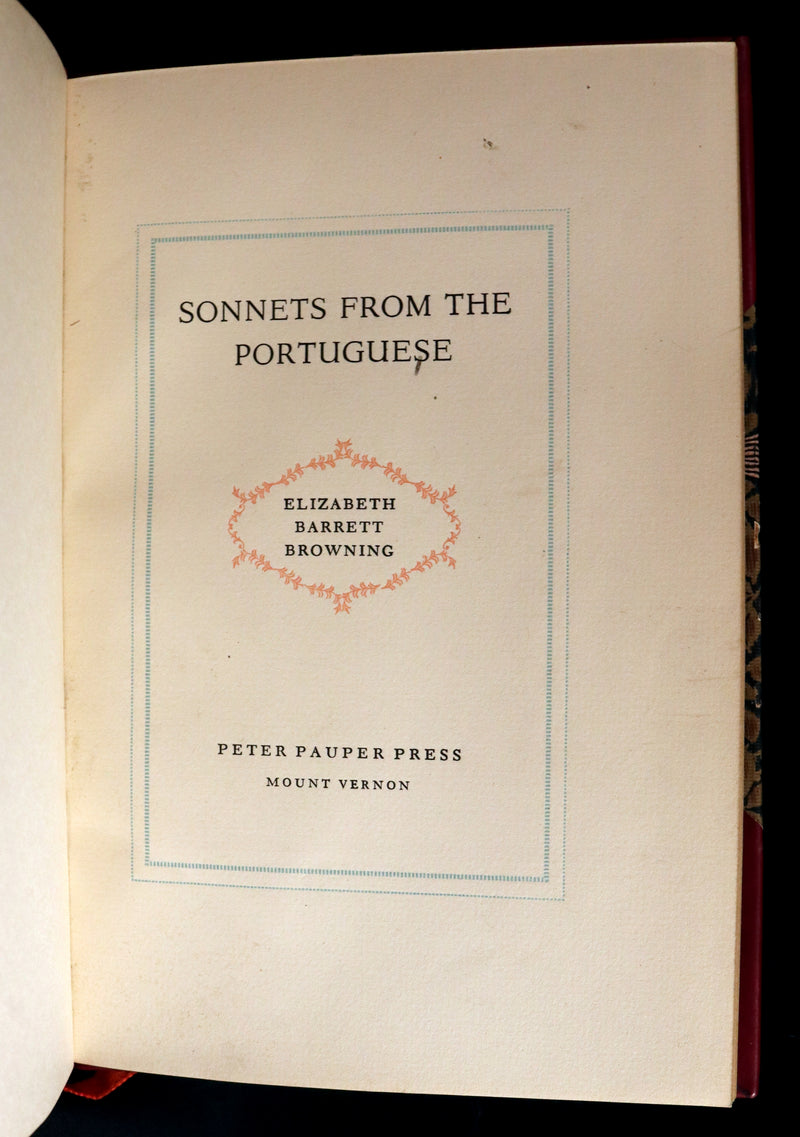 SONNETS FROM THE
PORTUGUESE
ELIZABETH
BARRETT
BROWNING
PETER PAUPER PRESS
MOUNT VERNON